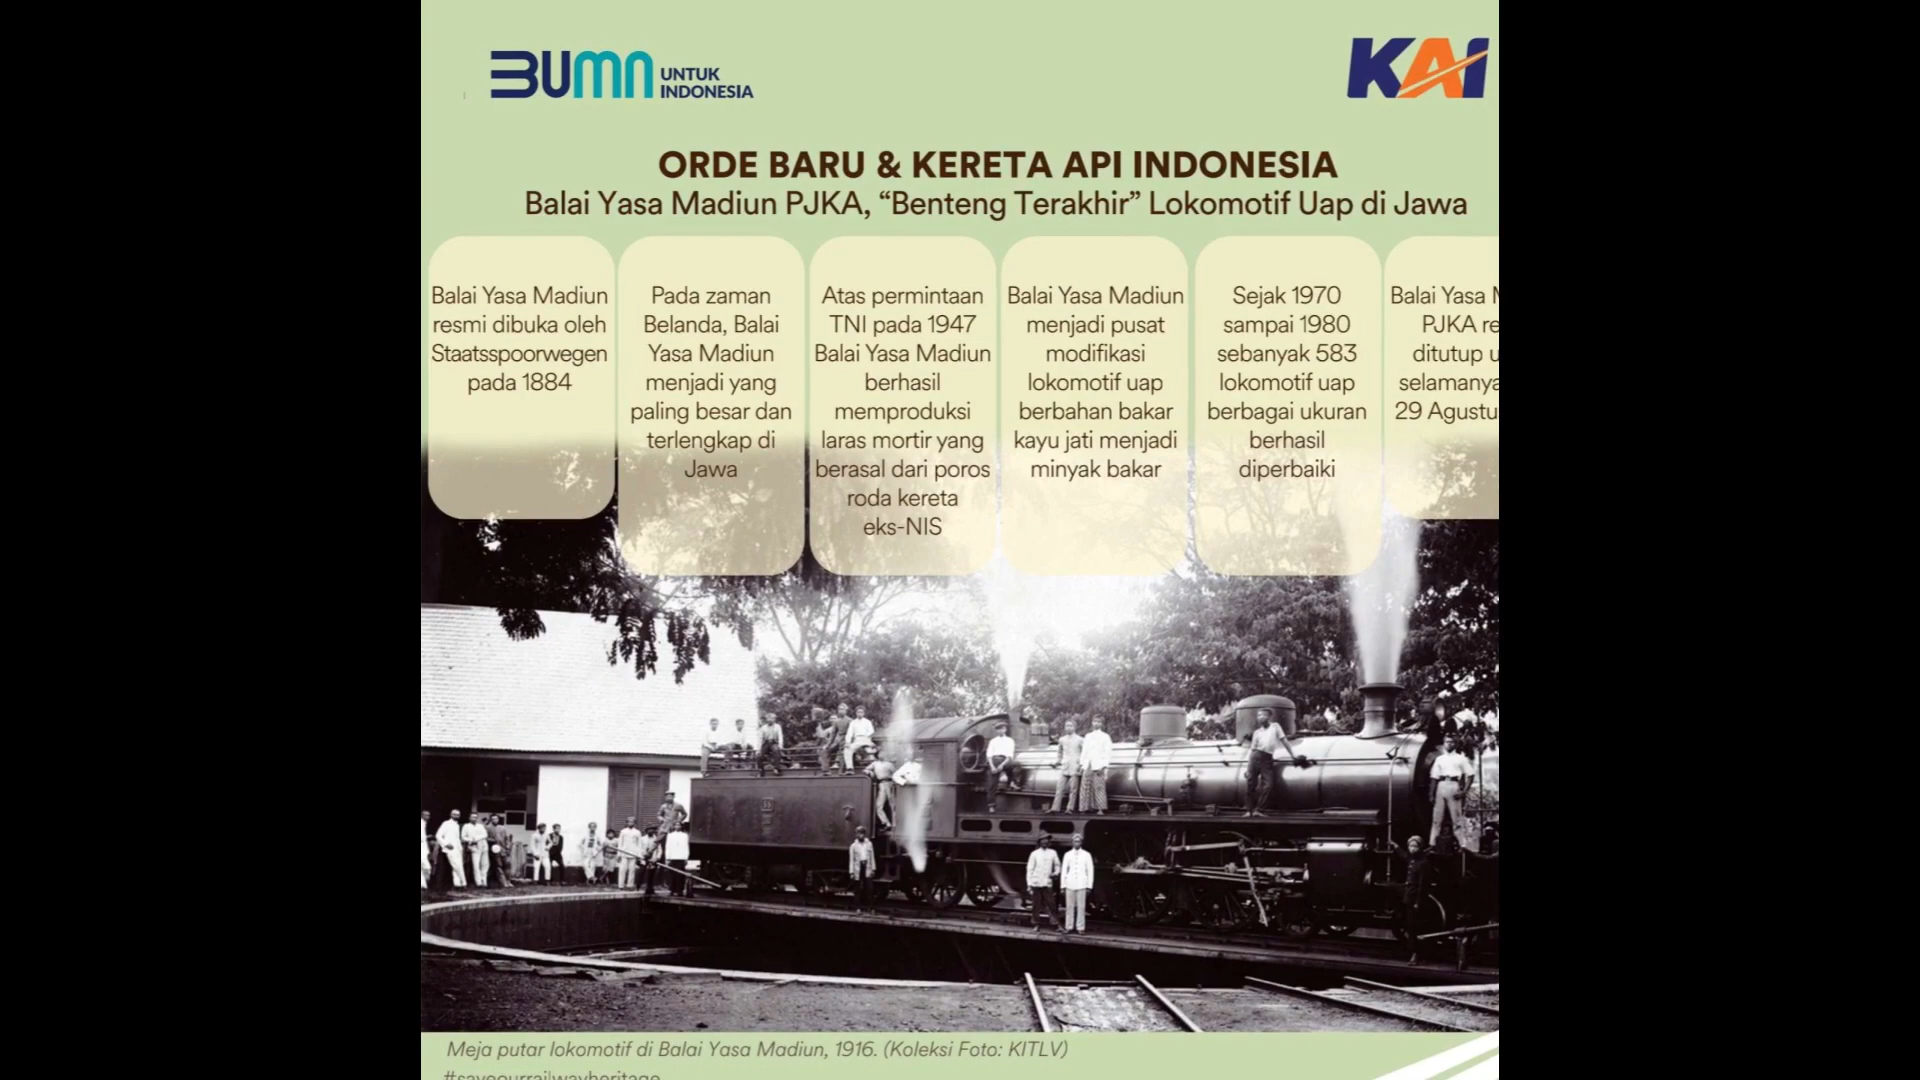 BUMN UNTUK
INDONESIA
KAI
ORDE BARU & KERETA API INDONESIA
Balai Yasa Madiun PJKA, “Benteng Terakhir” Lokomotif Uap di Jawa
Balai Yasa Madiun
resmi dibuka oleh
Staatsspoorwegen
pada 1884
Pada zaman
Belanda, Balai
Yasa Madiun
menjadi yang
paling besar dan
terlengkap di
Jawa
Atas permintaan
TNI pada 1947
Balai Yasa Madiun
berhasil
memproduksi
laras mortir yang
berasal dari poros
roda kereta
eks-NIS
Balai Yasa Madiun
menjadi pusat
modifikasi
lokomotif uap
berbahan bakar
kayu jati menjadi
minyak bakar
Sejak 1970
sampai 1980
sebanyak 583
lokomotif uap
berbagai ukuran
berhasil
diperbaiki
Balai Yasa
PJKA
ditutup
selamanya
29
Meja putar lokomotif di Balai Yasa Madiun, 1916. (Koleksi Foto: KITLV)
#saveourrailwayheritage